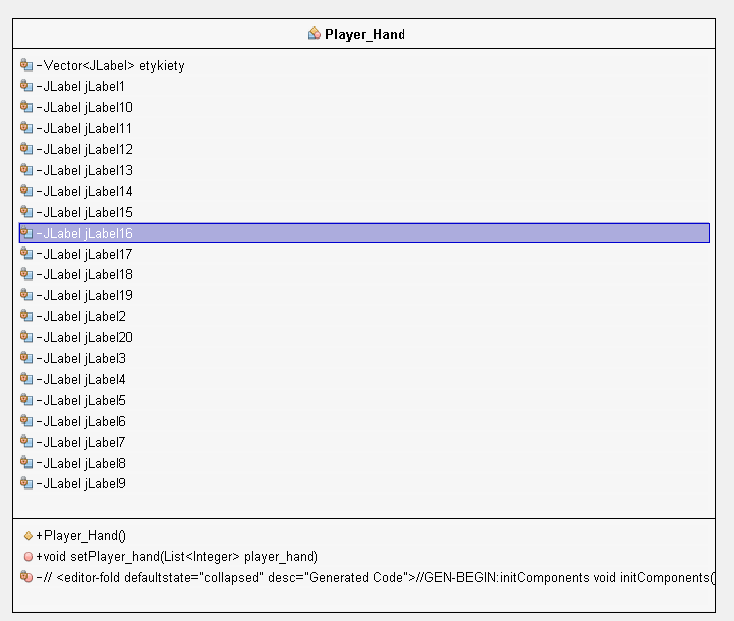 Player_Hand
-Vector<JLabel> etykiety
-JLabel jLabel1
-JLabel jLabel10
-JLabel jLabel11
-JLabel jLabel12
-JLabel jLabel13
-JLabel jLabel14
-JLabel jLabel15
-JLabel jLabel16
-JLabel jLabel17
-JLabel jLabel18
-JLabel jLabel19
-JLabel jLabel2
-JLabel jLabel20
-JLabel jLabel3
-JLabel jLabel4
-JLabel jLabel5
-JLabel jLabel6
-JLabel jLabel7
-JLabel jLabel8
-JLabel jLabel9
+Player_Hand()
+void setPlayer_hand(List<Integer> player_hand)
-// <editor-fold defaultstate="collapsed" desc="Generated Code">//GEN-BEGIN:initComponents void initComponents(